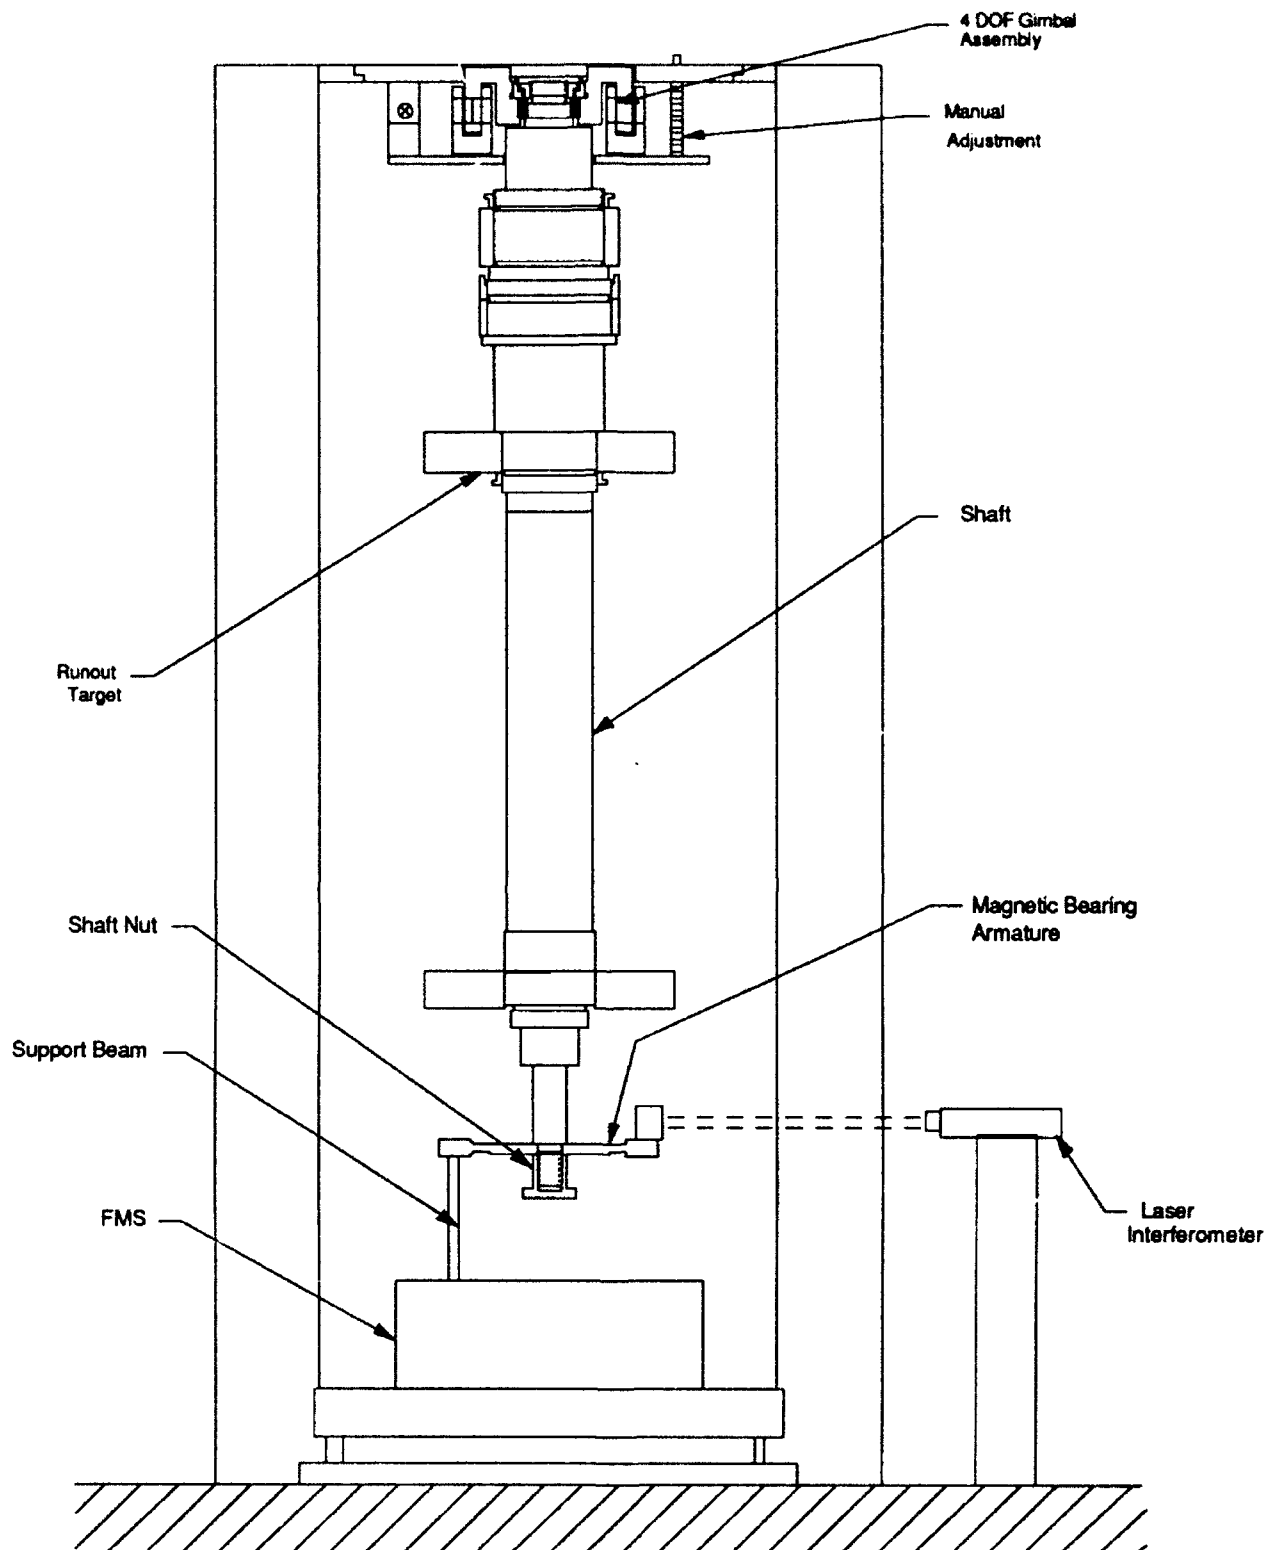 4 DOF Gimbal
Assembly
Manual
Adjustment
Shaft
Runout
Target
Magnetic Bearing
Armature
Shaft Nut
Support Beam
FMS
Laser
Interferometer